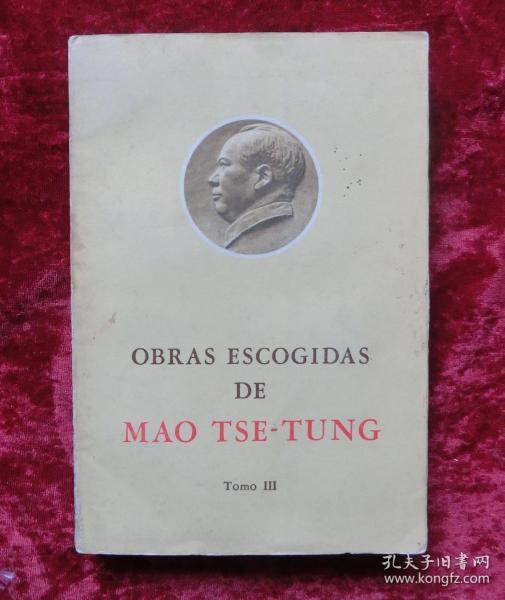 OBRAS ESCOGIDAS
DE
MAO TSE-TUNG
Tomo III
孔夫子旧书网
www.kongfz.com